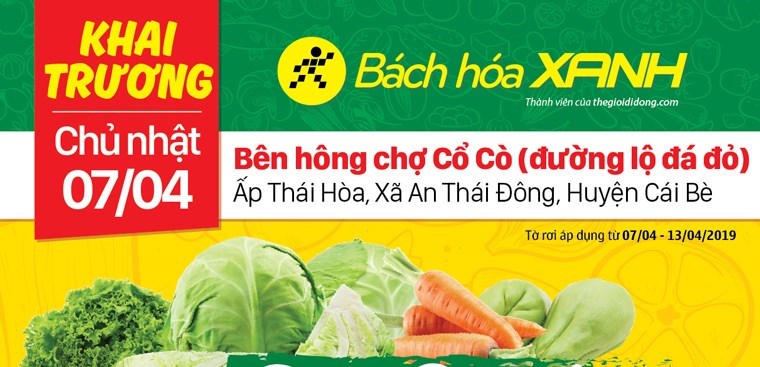 KHAI
TRƯƠNG
Chủ nhật
07/04
Bách hóa XANH
Thành viên của thegioididong.com
Bên hông chợ Cổ Cò (đường lộ đá đỏ)
Ấp Thái Hòa, Xã An Thái Đông, Huyện Cái Bè
Tờ rơi áp dụng từ 07/04 - 13/04/2019